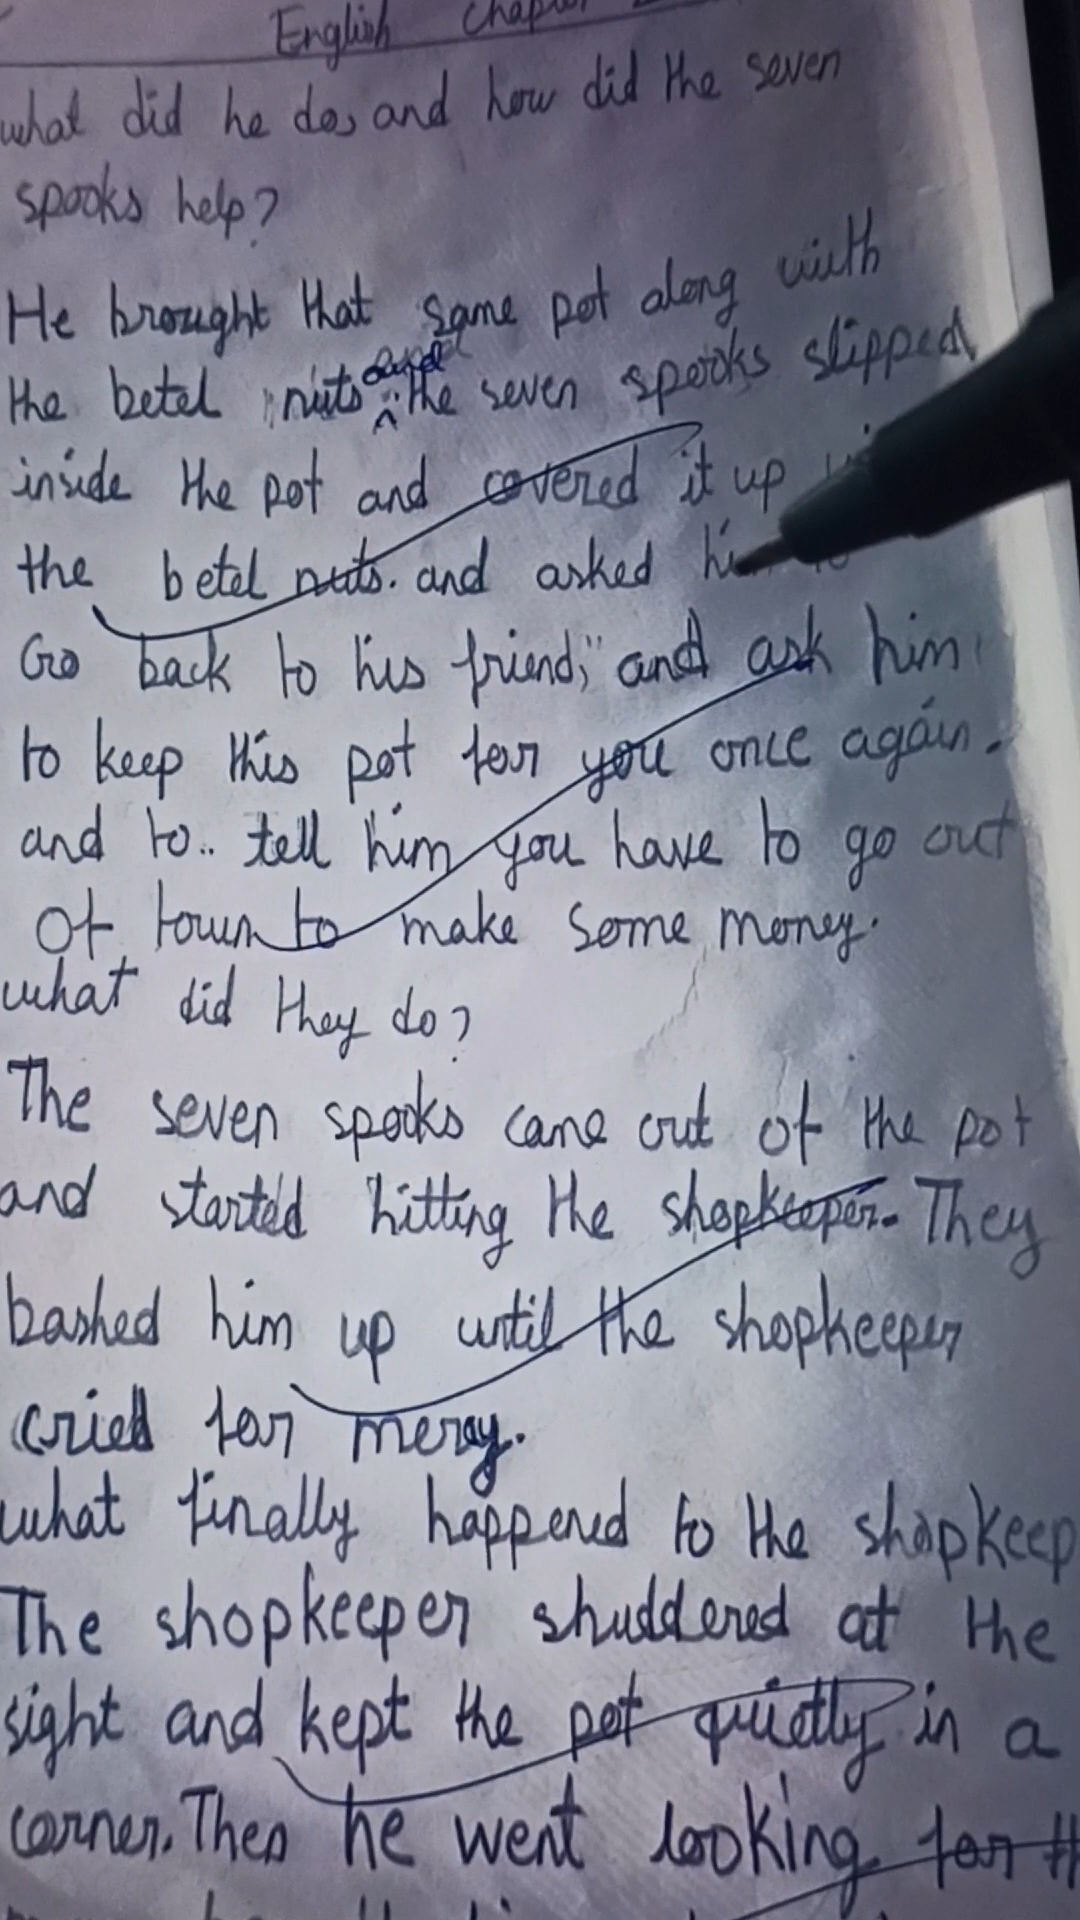 English Chapter
what did he do, and how did the seven
spooks help?
He brought that same pot along with
the betel nuts and the seven spooks slipped
inside the pot and covered it up
the betel nuts. and asked him to
Go back to his friend," and ask him
to keep this pot for you once again.
and to.. tell him you have to go out
Of town to make some money.
what did they do?
The seven spooks came out of the pot
and started hitting the shopkeeper. They
bashed him up until the shopkeeper
cried for mercy.
what finally happened to the shopkeep
The shopkeeper shuddered at the
sight and kept the pot quietly in a
corner. Then he went looking for